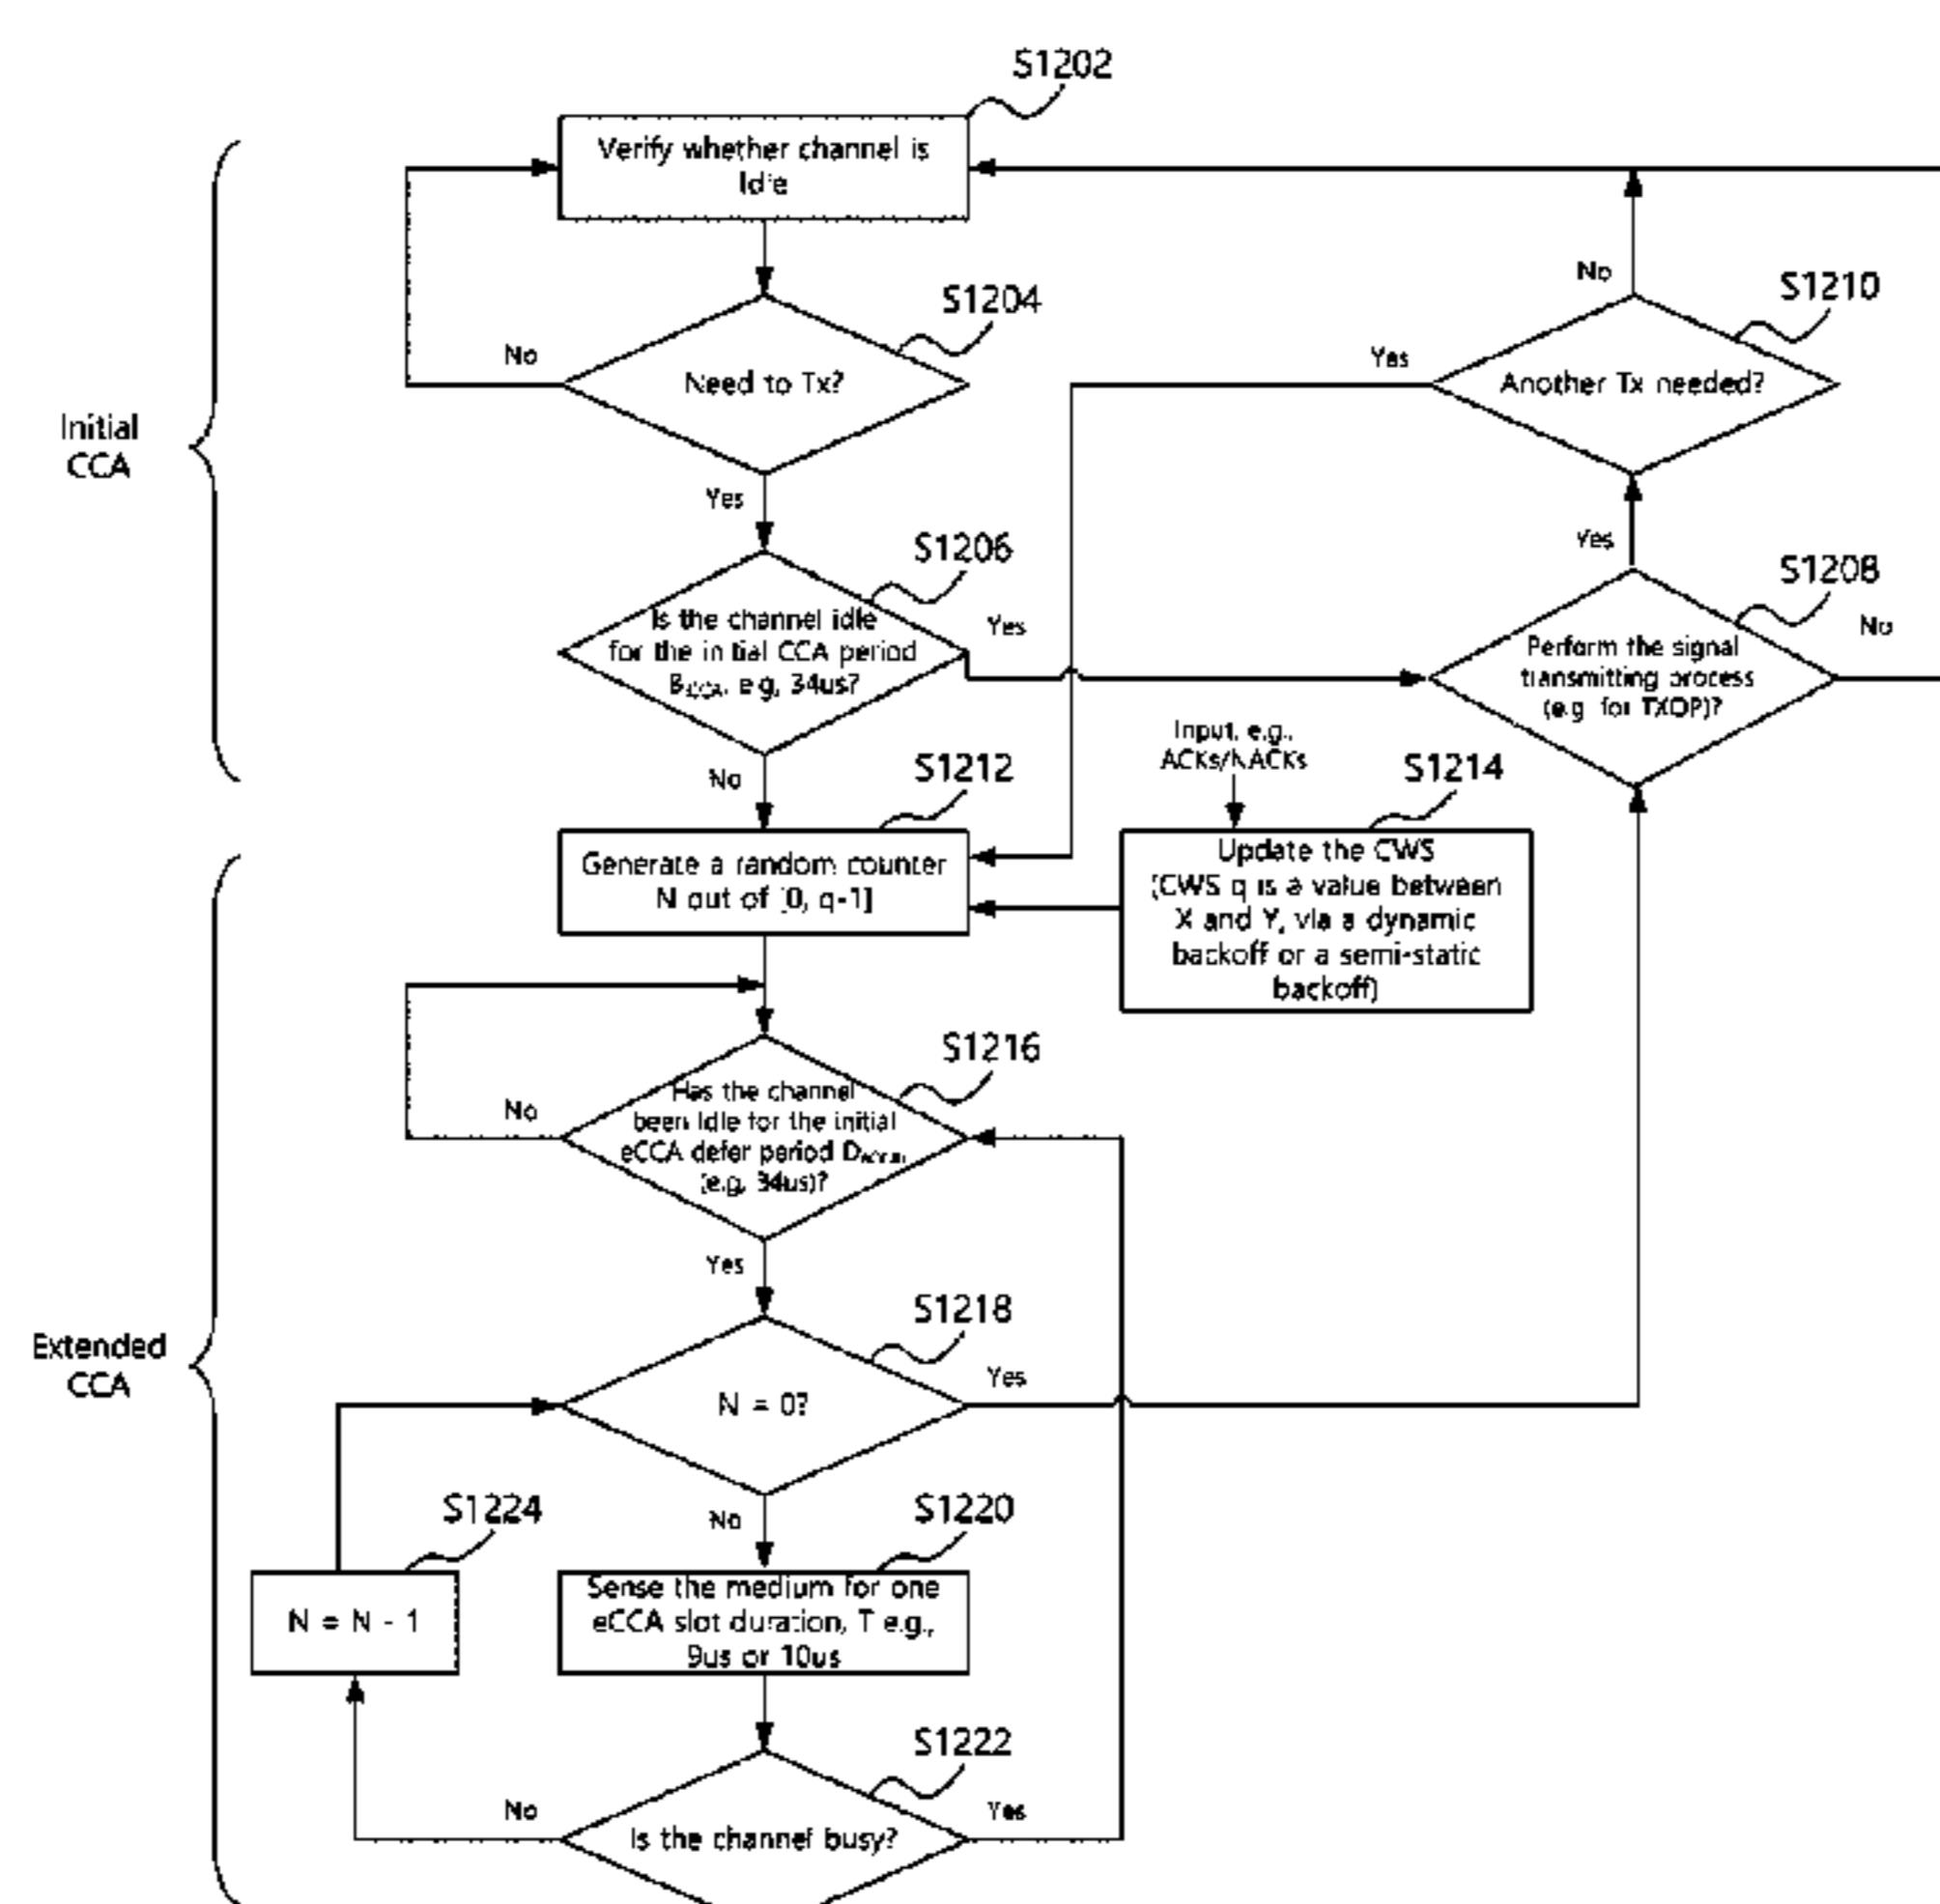 S1202
Verify whether channel is
Idle
S1204
No
Need to Tx?
Yes
Initial
CCA
S1206
Is the channel idle
for the initial CCA period
e.g, 34us?
Yes
No
S1210
No
Yes
Another Tx needed?
Yes
S1208
No
Perform the signal
transmitting process
(e.g. for TXOP)?
S1212
Generate a random counter
N out of [0, q-1]
Input, e.g.,
ACKs/NACKs
S1214
Update the CWS
(CWS q is a value between
X and Y, via a dynamic
backoff or a semi-static
backoff)
S1216
No
Has the channel
been idle for the initial
eCCA defer period
(e.g, 34us)?
Yes
Extended
CCA
S1218
Yes
N = 0?
No
S1224
N = N - 1
S1220
Sense the medium for one
eCCA slot duration, T e.g.,
9us or 10us
S1222
No
Yes
Is the channel busy?